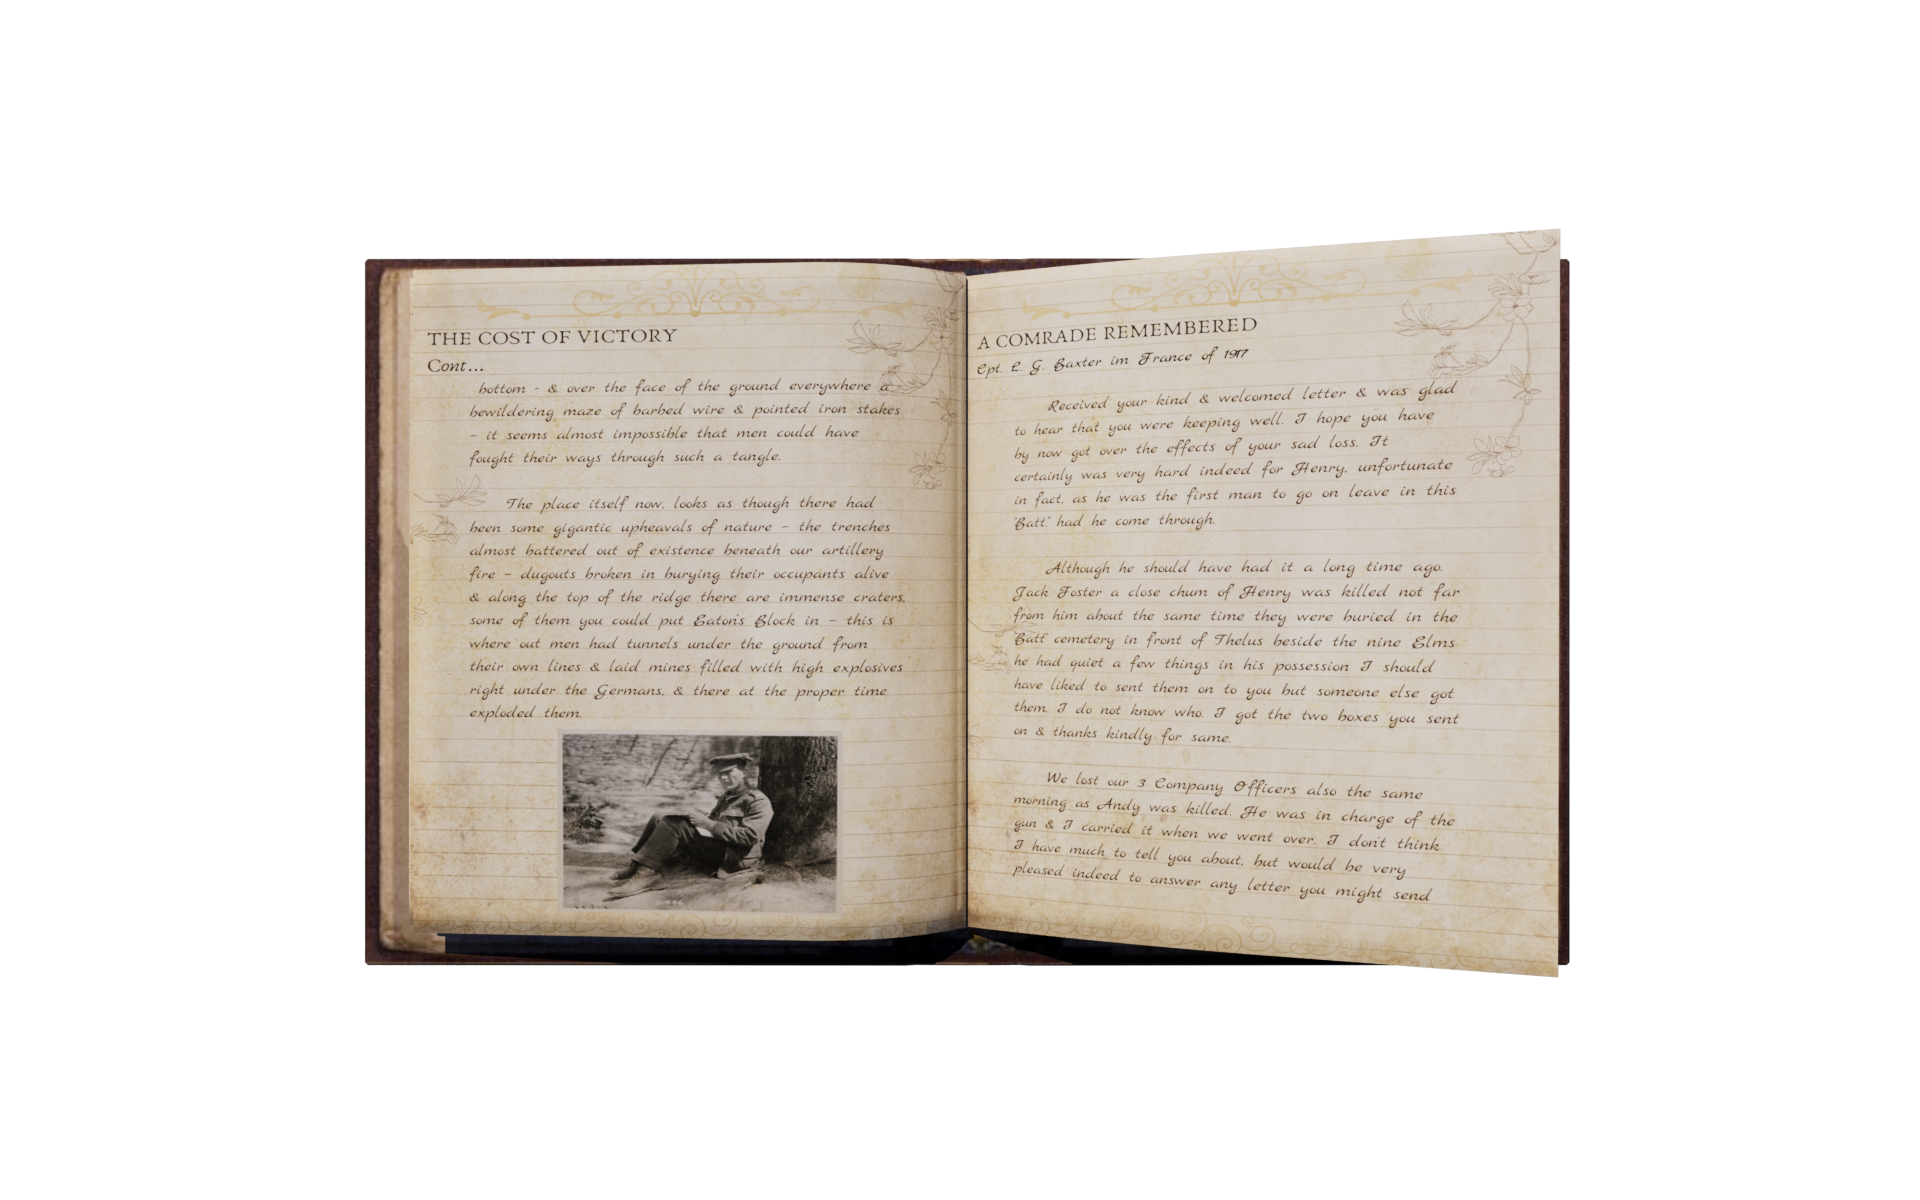 THE COST OF VICTORY
Cont...
bottom - & over the face of the ground everywhere a
bewildering maze of barbed wire & pointed iron stakes
- it seems almost impossible that men could have
fought their ways through such a tangle.
The place itself now, looks as though there had
been some gigantic upheavals of nature - the trenches
almost battered out of existence beneath our artillery
fire - dugouts broken in burying their occupants alive
& along the top of the ridge there are immense craters,
some of them you could put Eaton's Block in - this is
where out men had tunnels under the ground from
their own lines & laid mines filled with high explosives
right under the Germans, & there at the proper time
exploded them.
A COMRADE REMEMBERED
Cpt. E. G. Baxter im France of 1917
Received your kind & welcomed letter & was glad
to hear that you were keeping well. I hope you have
by now got over the effects of your sad loss. It
certainly was very hard indeed for Henry, unfortunate
in fact, as he was the first man to go on leave in this
"Batt." had he come through.
Although he should have had it a long time ago.
Jack Foster a close chum of Henry was killed not far
from him about the same time they were buried in the
"Batt" cemetery in front of Thelus beside the nine Elms
he had quiet a few things in his possession I should
have liked to sent them on to you but someone else got
them. I do not know who. I got the two boxes you sent
on & thanks kindly for same.
We lost our 3 Company Officers also the same
morning as Andy was killed. He was in charge of the
gun & I carried it when we went over. I don't think
I have much to tell you about, but would be very
pleased indeed to answer any letter you might send